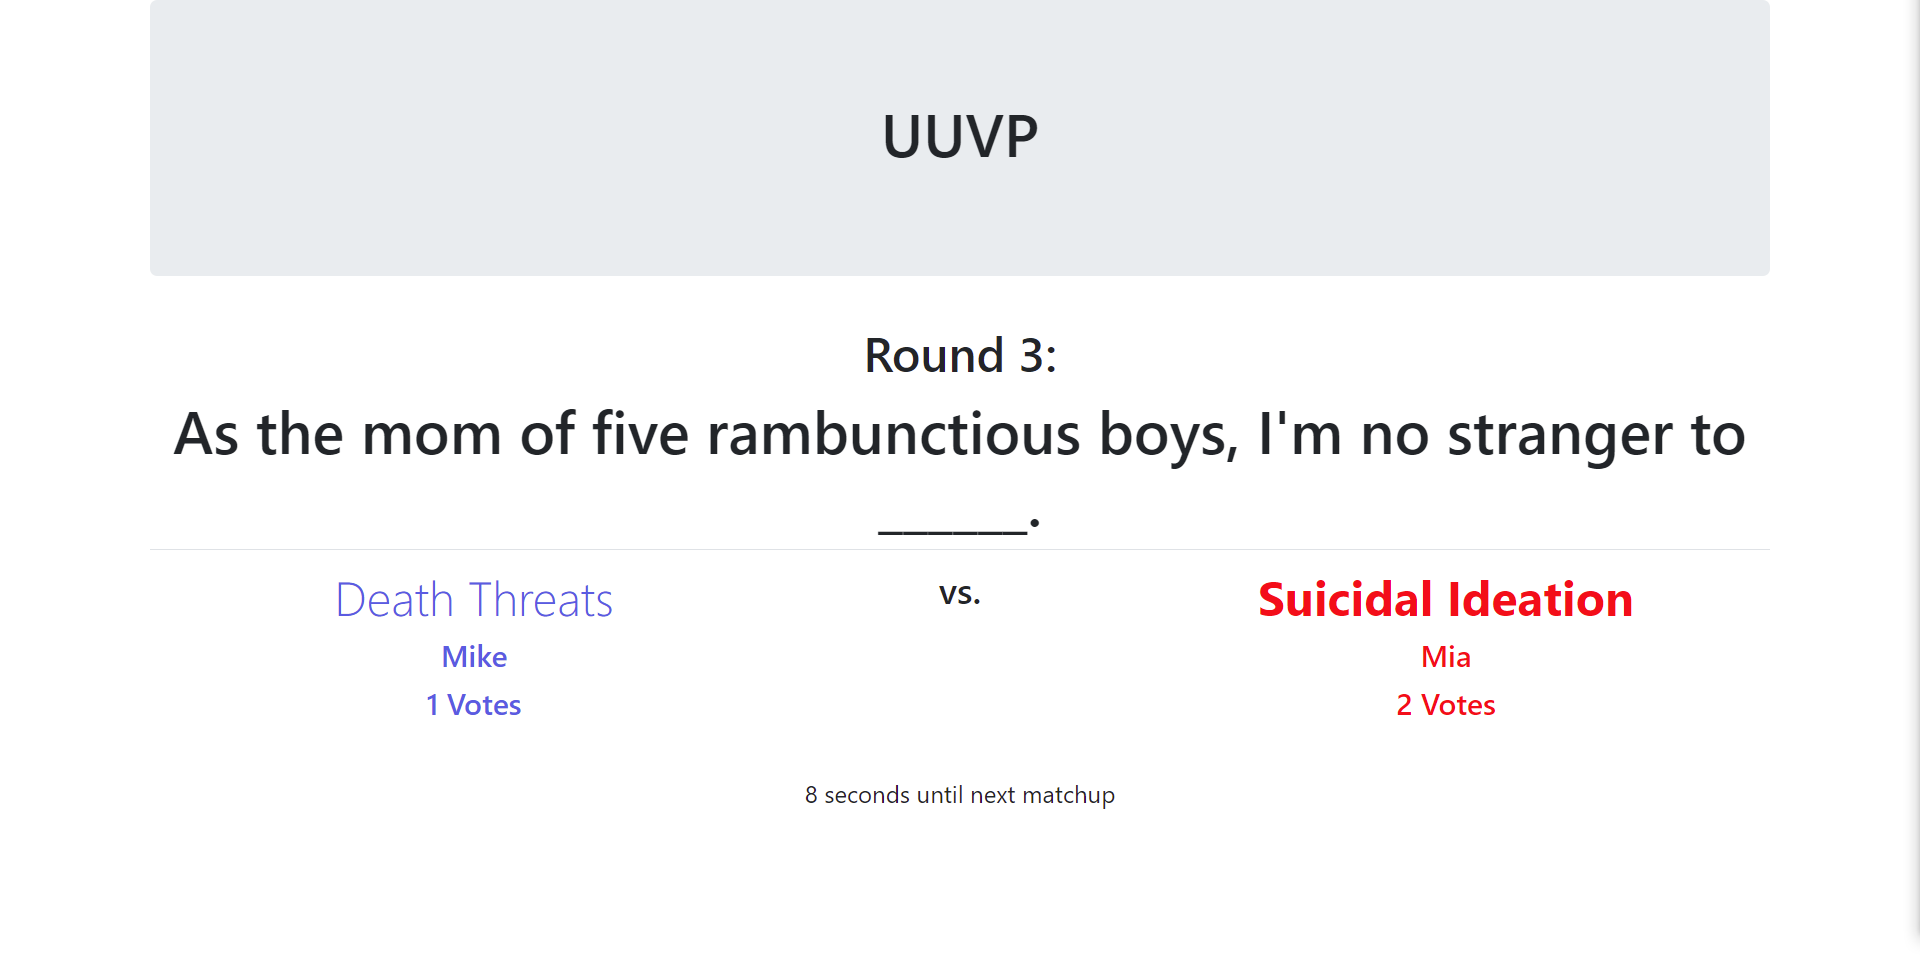 UUVP
Round 3:
As the mom of five rambunctious boys, I'm no stranger to
______.
Death Threats
vs.
Suicidal Ideation
Mike
Mia
1 Votes
2 Votes
8 seconds until next matchup